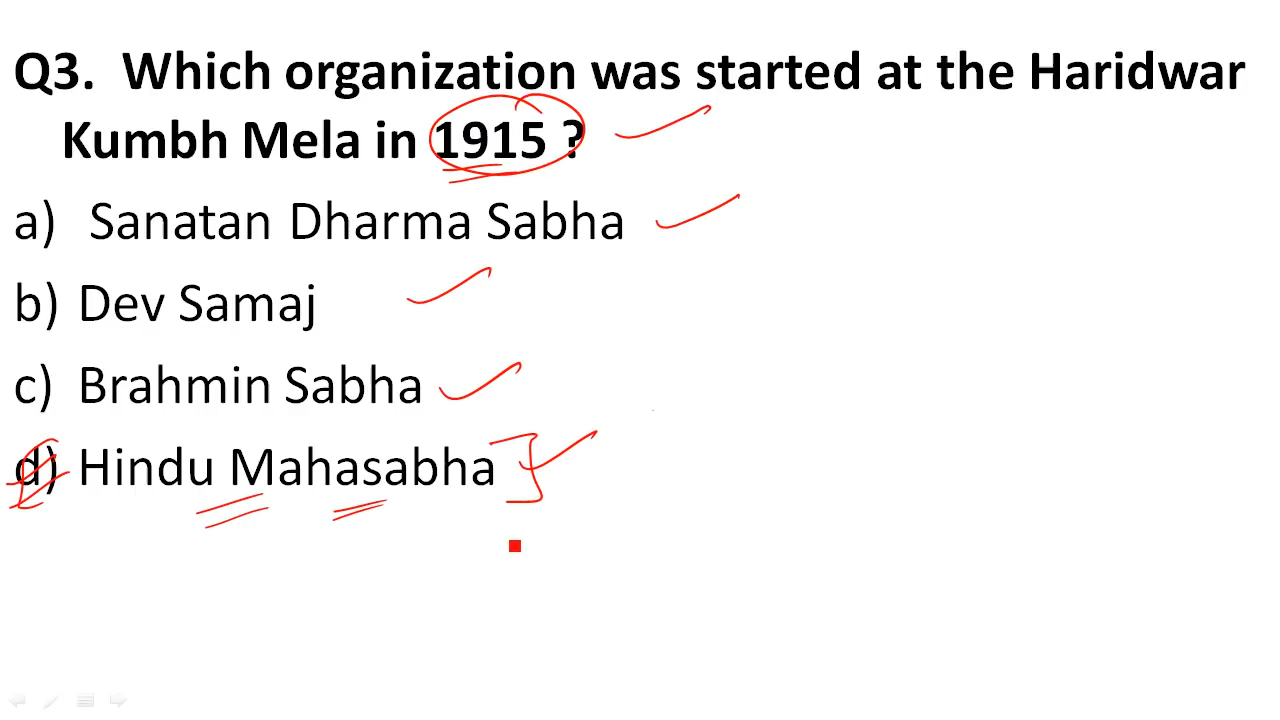 Q3. Which organization was started at the Haridwar
Kumbh Mela in 1915 ?
a) Sanatan Dharma Sabha
b) Dev Samaj
c) Brahmin Sabha
d) Hindu Mahasabha